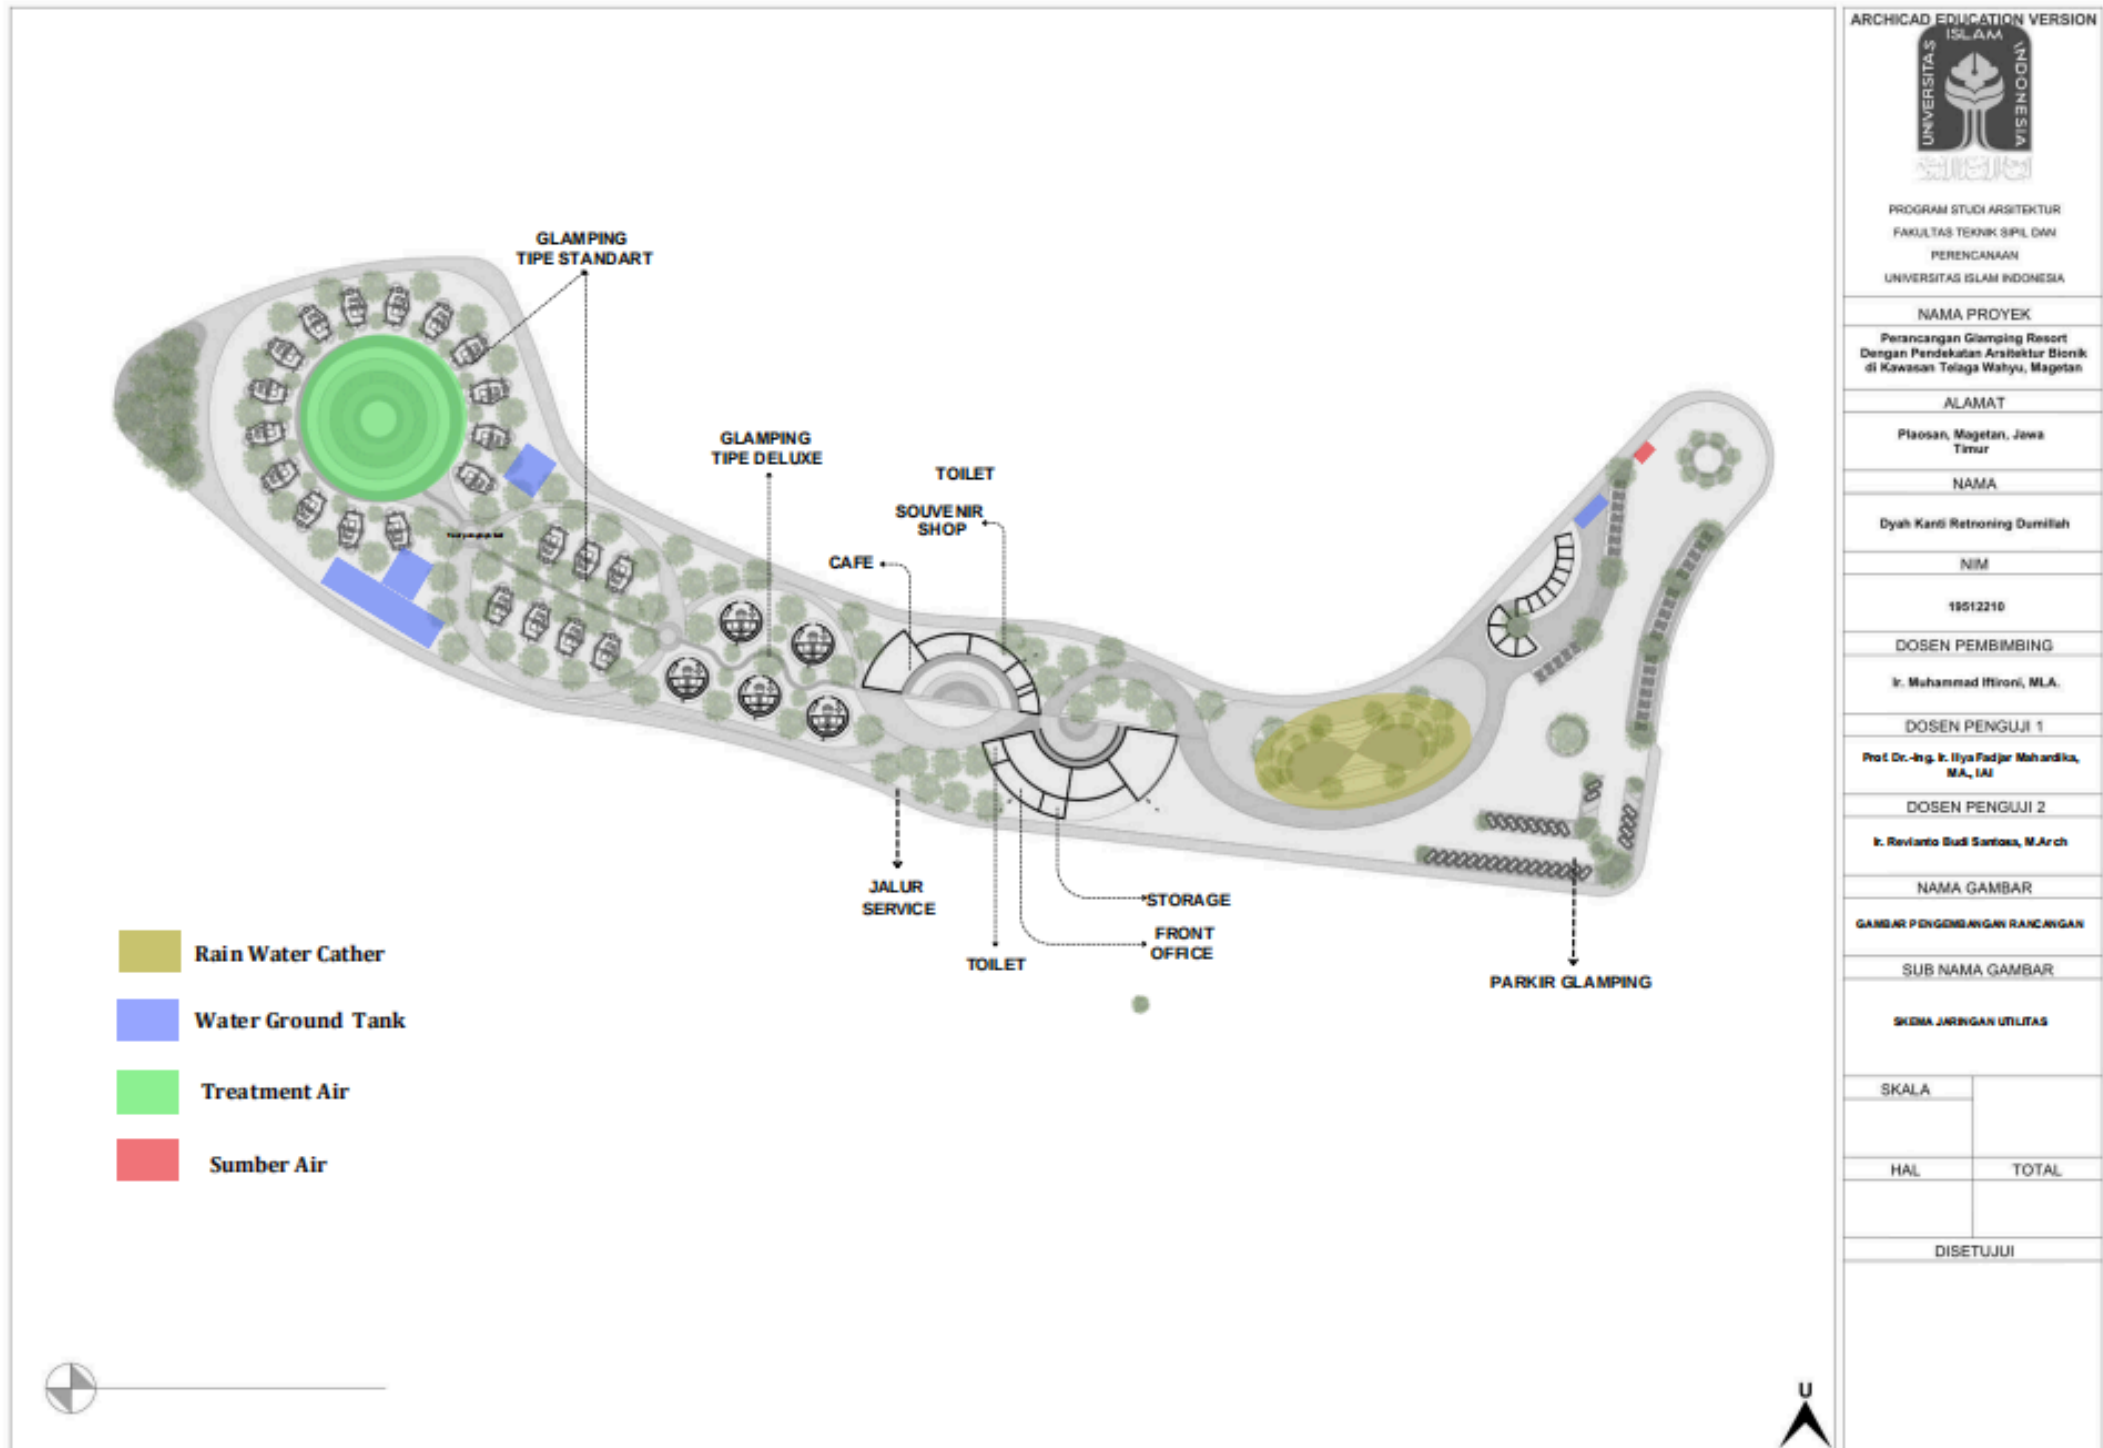 GLAMPING
TIPE STANDART
GLAMPING
TIPE DELUXE
TOILET
SOUVENIR
SHOP
CAFE
JALUR
SERVICE
TOILET
STORAGE
FRONT
OFFICE
PARKIR GLAMPING
Rain Water Cather
Water Ground Tank
Treatment Air
Sumber Air
U
ARCHICAD EDUCATION VERSION
UNIVERSITAS
ISLAM
INDONESIA
PROGRAM STUDI ARSITEKTUR
FAKULTAS TEKNIK SIPIL DAN
PERENCANAAN
UNIVERSITAS ISLAM INDONESIA
NAMA PROYEK
Perancangan Glamping Resort
Dengan Pendekatan Arsitektur Bionik
di Kawasan Telaga Wahyu, Magetan
ALAMAT
Plaosan, Magetan, Jawa
Timur
NAMA
Dyah Kanti Retnoning Dumillah
NIM
19512210
DOSEN PEMBIMBING
Ir. Muhammad Iftironi, MLA.
DOSEN PENGUJI 1
Prof. Dr.-Ing. Ir. Ilya Fadjar Mahardika,
MA., IAI
DOSEN PENGUJI 2
Ir. Revianto Budi Santosa, M.Arch
NAMA GAMBAR
GAMBAR PENGEMBANGAN RANCANGAN
SUB NAMA GAMBAR
SKEMA JARINGAN UTILITAS
SKALA
HAL TOTAL
DISETUJUI